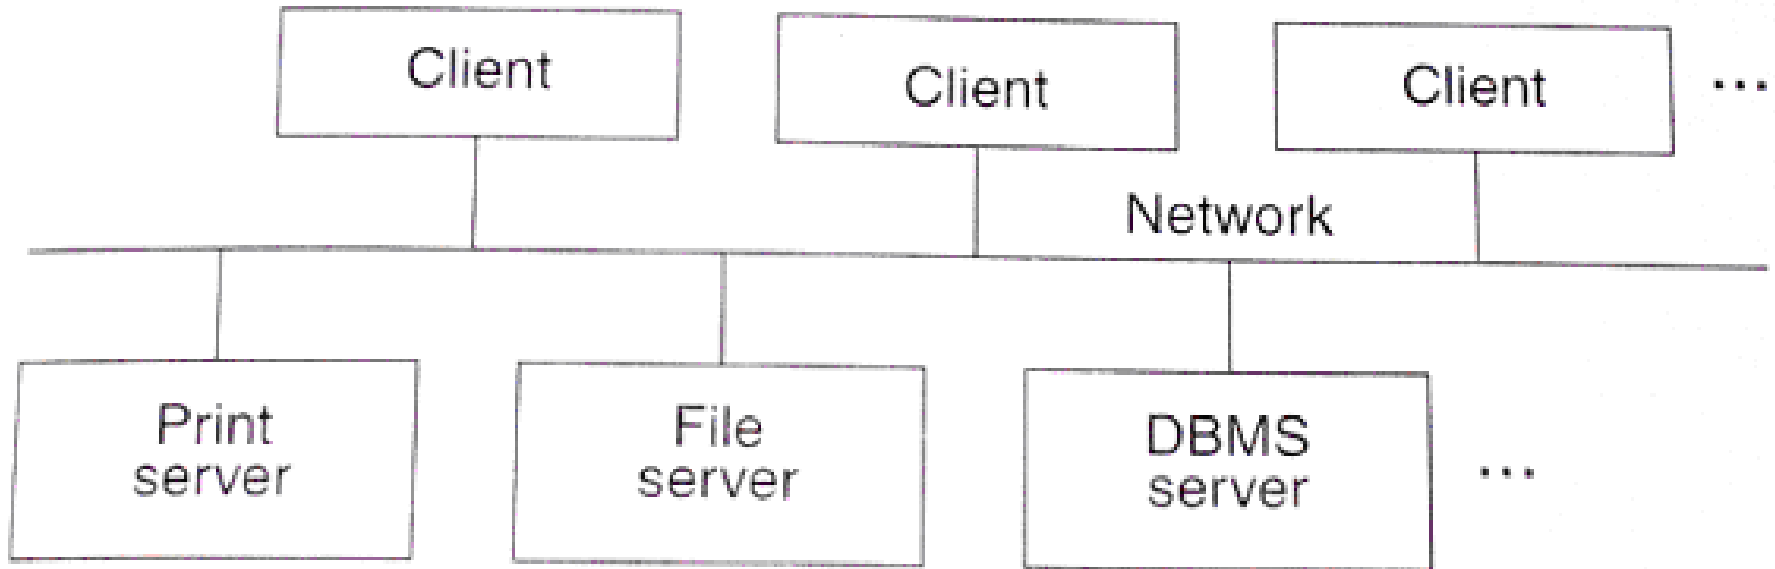 Client
Client
Client
...
Network
Print
server
File
server
DBMS
server
...